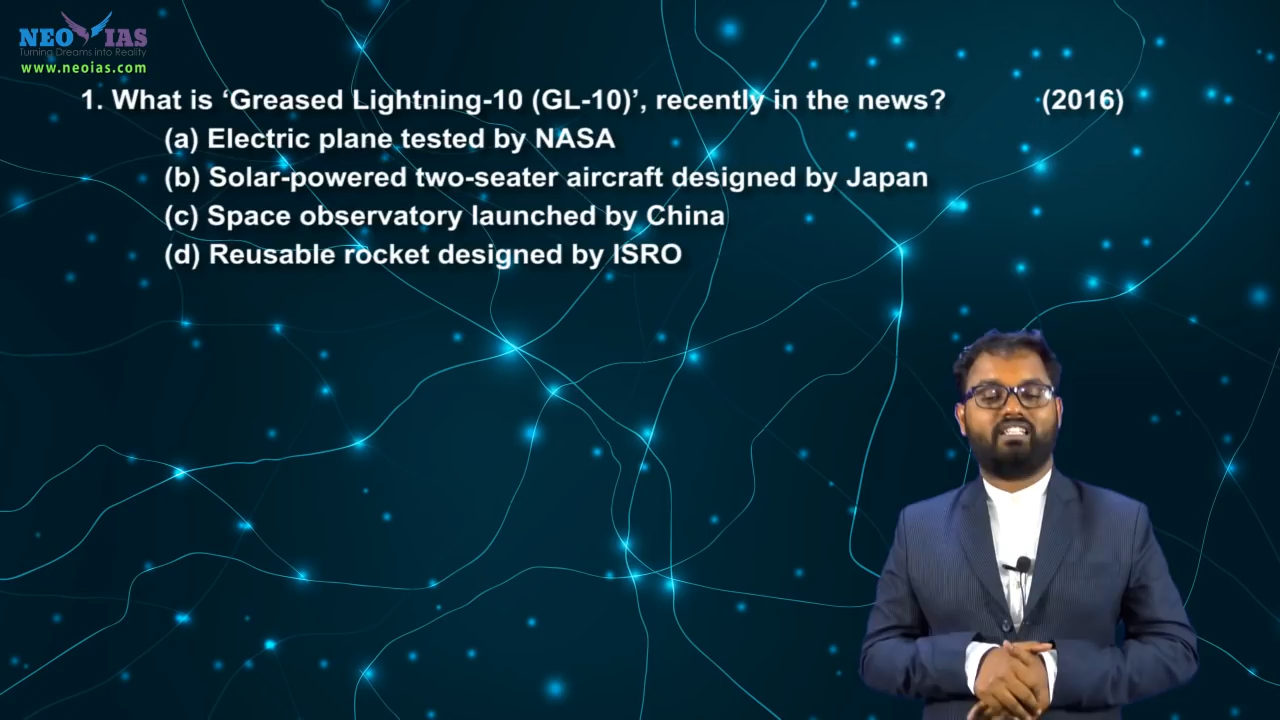 NEO IAS
Turning Dreams into Reality
www.neoias.com
1. What is ‘Greased Lightning-10 (GL-10)’, recently in the news? (2016)
(a) Electric plane tested by NASA
(b) Solar-powered two-seater aircraft designed by Japan
(c) Space observatory launched by China
(d) Reusable rocket designed by ISRO